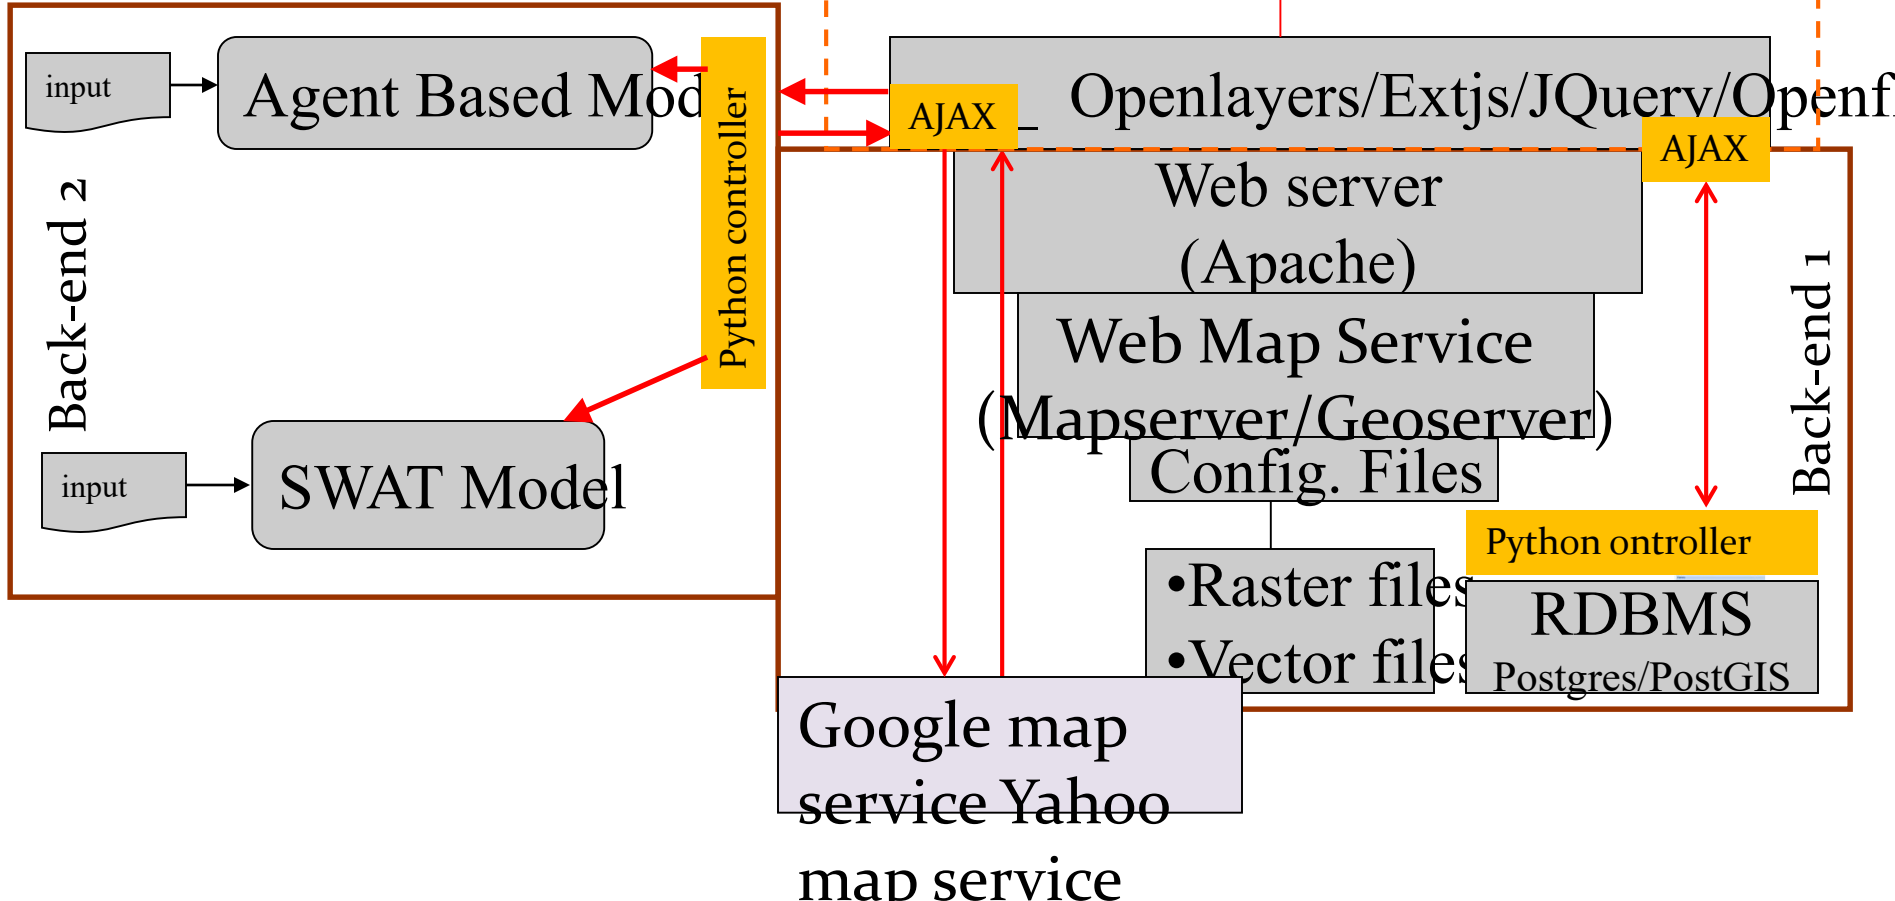 input
Agent Based Mod
Python controller
Back-end 2
input
SWAT Model
AJAX
Openlayers/Extjs/JQuery/Openf
AJAX
Web server
(Apache)
Web Map Service
(Mapserver/Geoserver)
Config. Files
•Raster files
•Vector files
Back-end 1
Python ontroller
RDBMS
Postgres/PostGIS
Google map
service Yahoo
map service